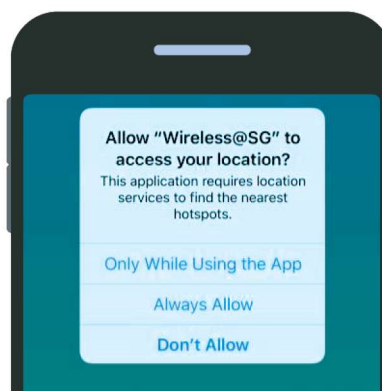 Allow “Wireless@SG” to
access your location?
This application requires location
services to find the nearest
hotspots.
Only While Using the App
Always Allow
Don’t Allow